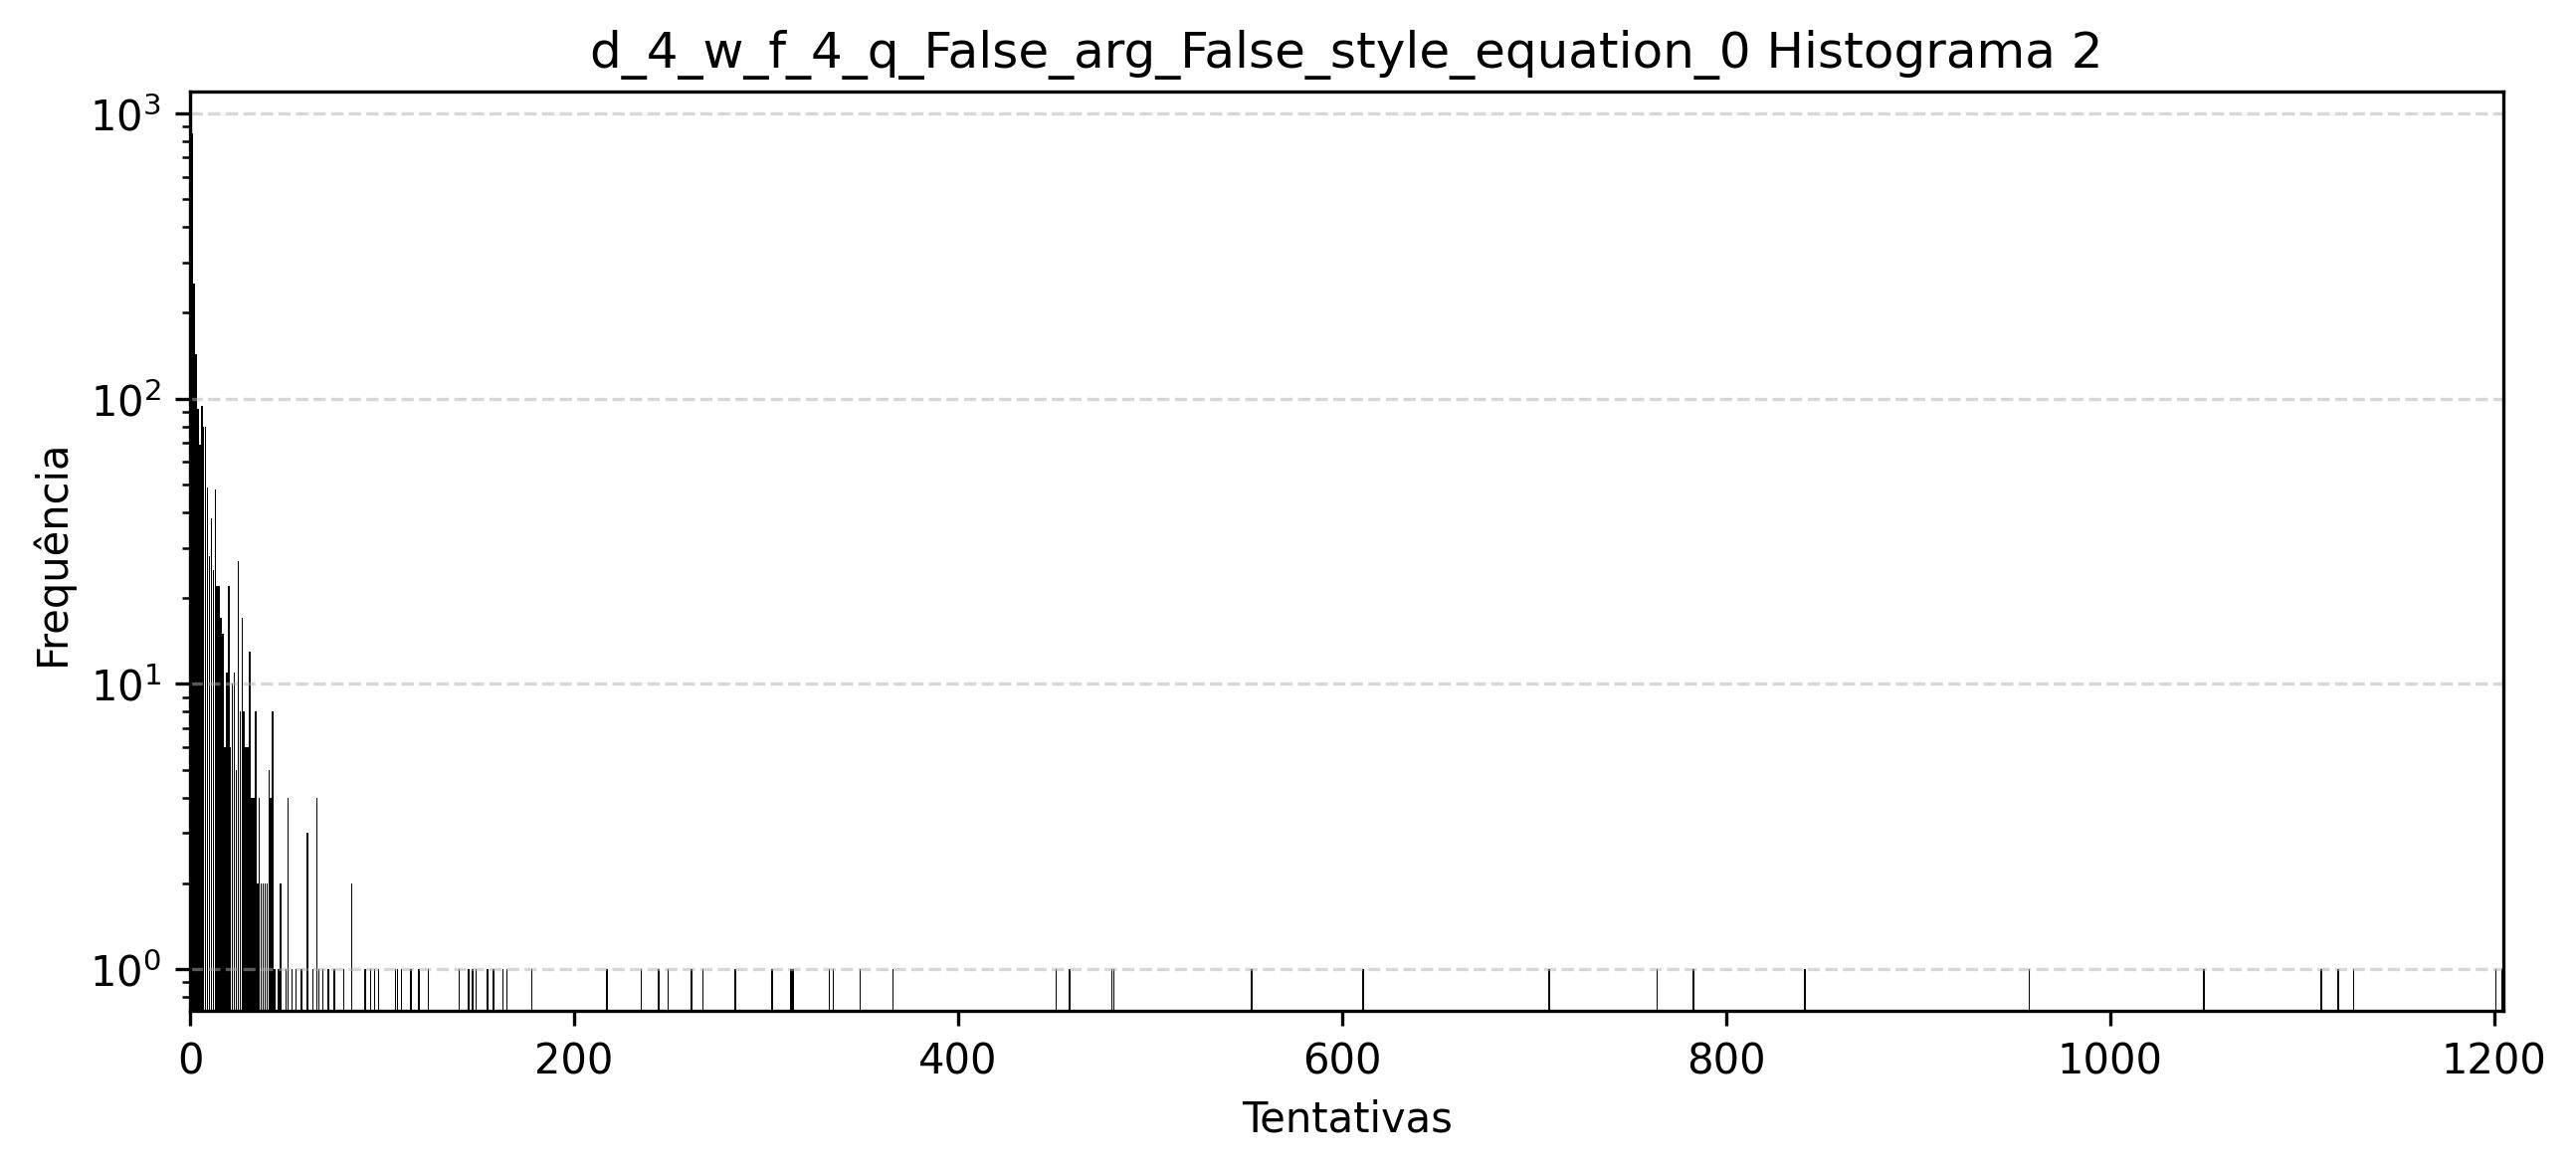 d_4_w_f_4_q_False_arg_False_style_equation_0 Histograma 2
10³
10²
10¹
10⁰
Frequência
0 200 400 600 800 1000 1200
Tentativas